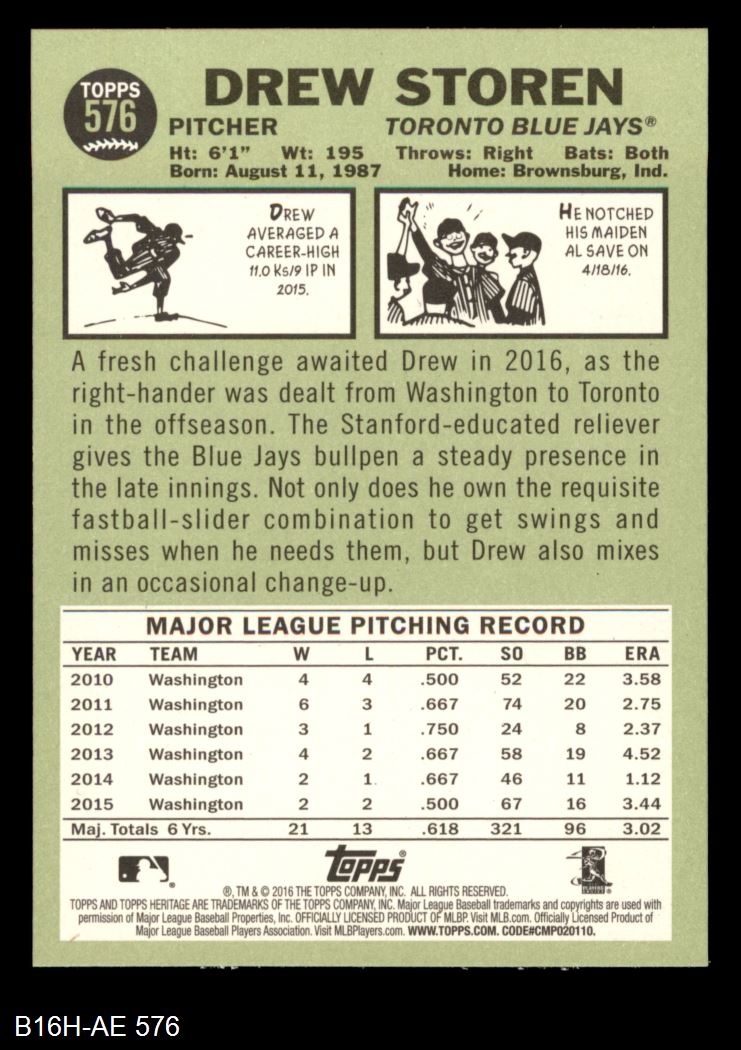 TOPPS
576
DREW STOREN
PITCHER TORONTO BLUE JAYS®
Ht: 6'1" Wt: 195 Throws: Right Bats: Both
Born: August 11, 1987 Home: Brownsburg, Ind.
DREW
AVERAGED A
CAREER-HIGH
11.0 Ks/9 IP IN
2015.
HE NOTCHED
HIS MAIDEN
AL SAVE ON
4/18/16.
A fresh challenge awaited Drew in 2016, as the
right-hander was dealt from Washington to Toronto
in the offseason. The Stanford-educated reliever
gives the Blue Jays bullpen a steady presence in
the late innings. Not only does he own the requisite
fastball-slider combination to get swings and
misses when he needs them, but Drew also mixes
in an occasional change-up.
MAJOR LEAGUE PITCHING RECORD
YEAR TEAM W L PCT. SO BB ERA
2010 Washington 4 4 .500 52 22 3.58
2011 Washington 6 3 .667 74 20 2.75
2012 Washington 3 1 .750 24 8 2.37
2013 Washington 4 2 .667 58 19 4.52
2014 Washington 2 1 .667 46 11 1.12
2015 Washington 2 2 .500 67 16 3.44
Maj. Totals 6 Yrs. 21 13 .618 321 96 3.02
topps®
®, TM & © 2016 THE TOPPS COMPANY, INC. ALL RIGHTS RESERVED.
TOPPS AND TOPPS HERITAGE ARE TRADEMARKS OF THE TOPPS COMPANY, INC. Major League Baseball trademarks and copyrights are used with
permission of Major League Baseball Properties, Inc. OFFICIALLY LICENSED PRODUCT OF MLBP. Visit MLB.com. Officially Licensed Product of
Major League Baseball Players Association. Visit MLBPlayers.com. WWW.TOPPS.COM. CODE#CMP020110.
B16H-AE 576